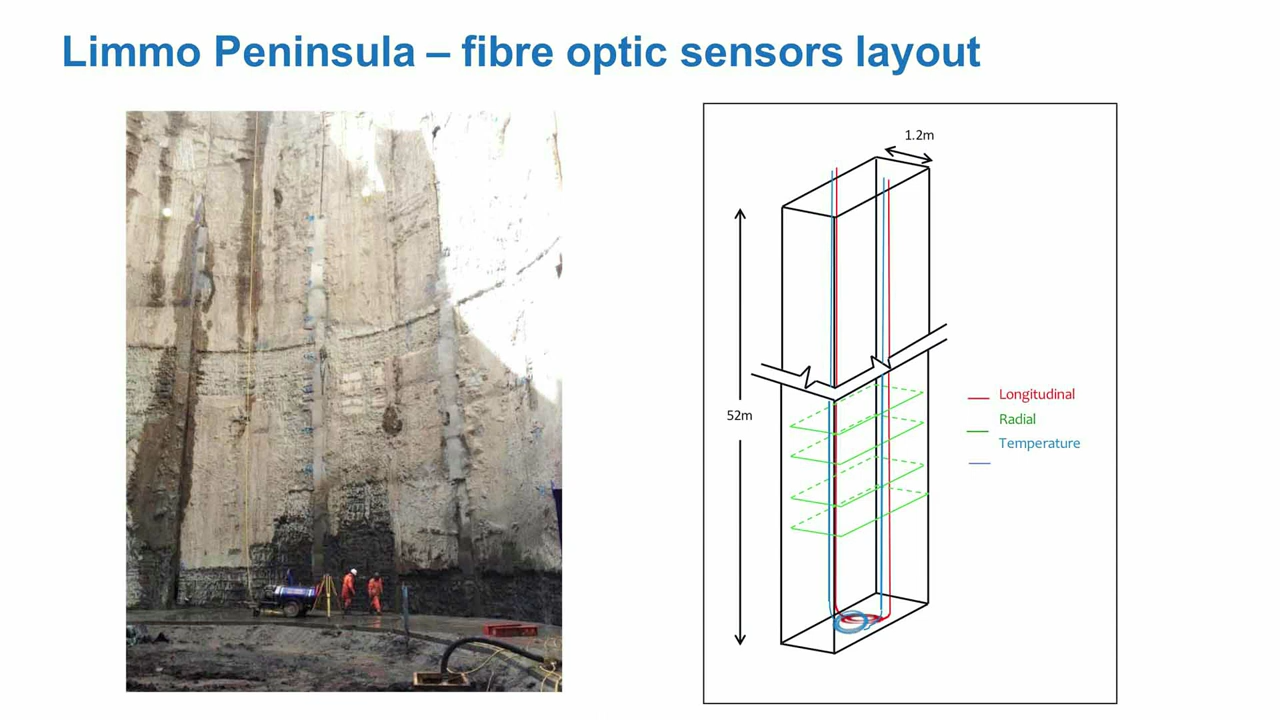 Limmo Peninsula – fibre optic sensors layout
1.2m
52m
Longitudinal
Radial
Temperature